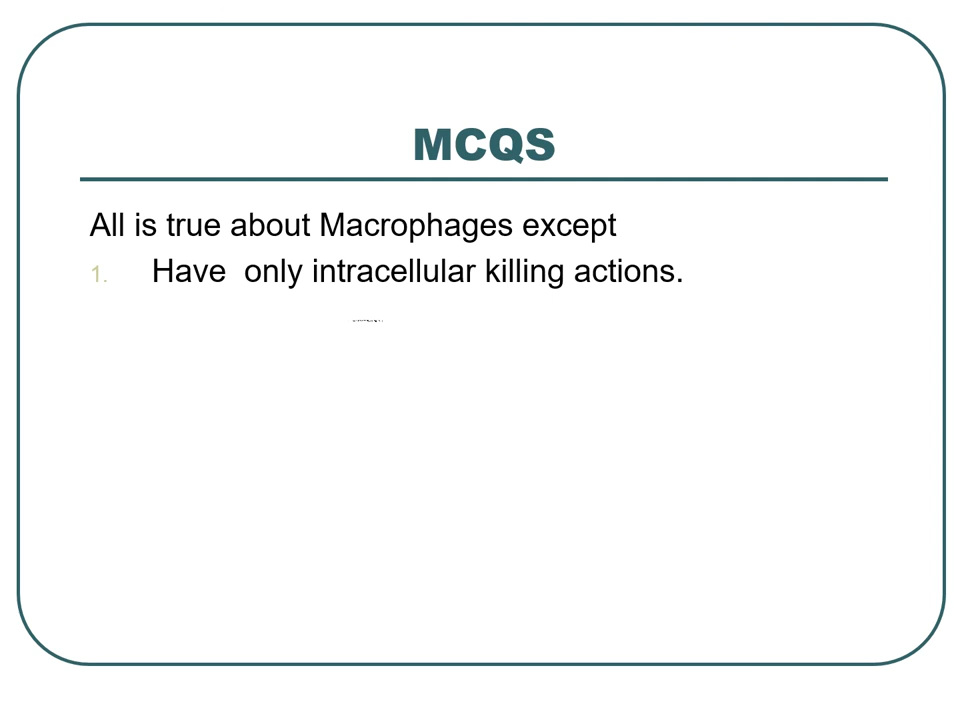 MCQS
All is true about Macrophages except
1. Have only intracellular killing actions.